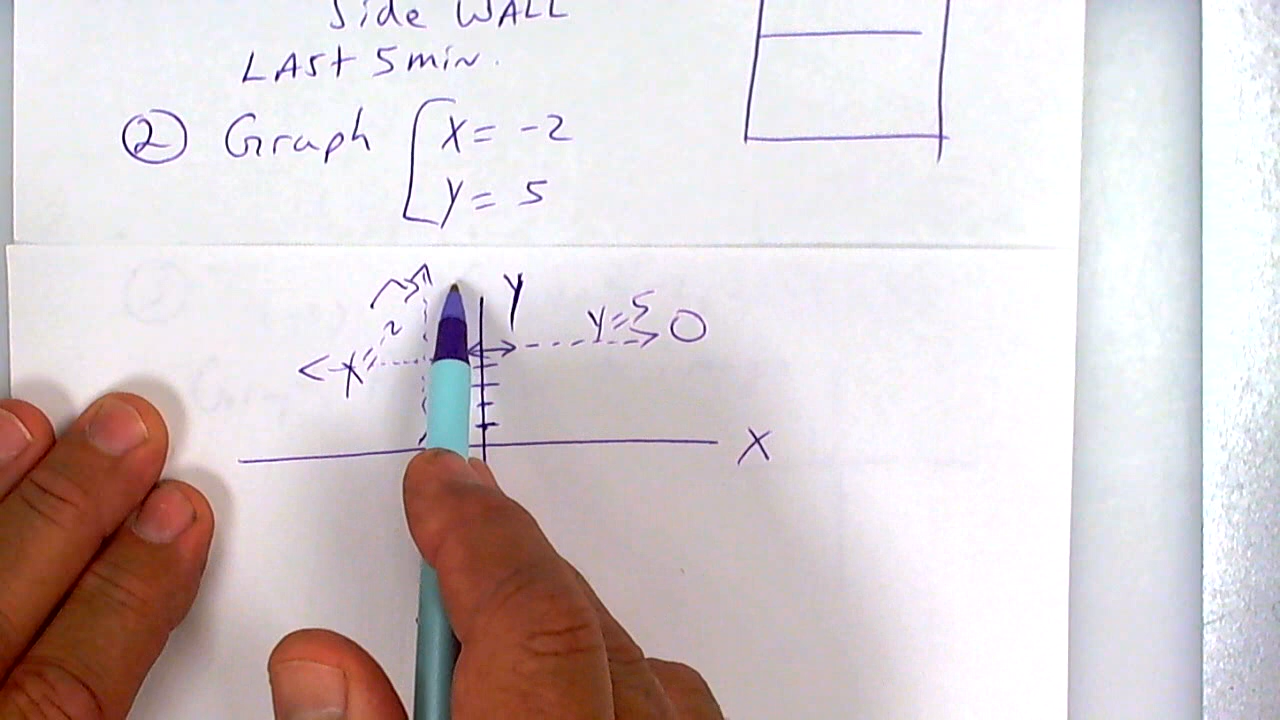 Side WALL
LAST 5 min.
② Graph { x = -2
y = 5
y
y = 5
x